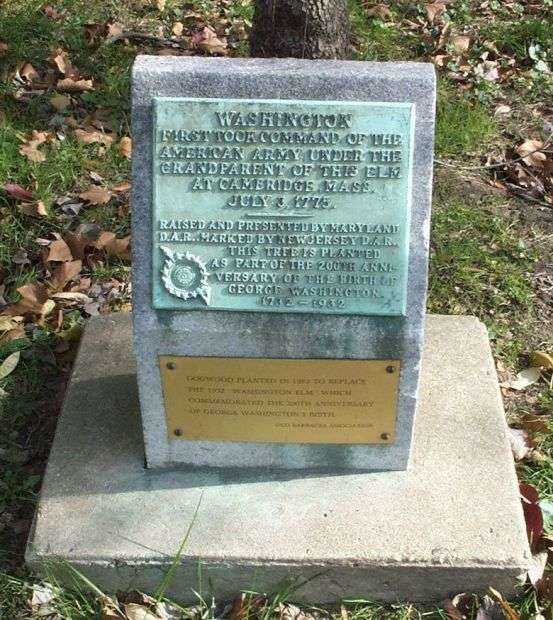 WASHINGTON
FIRST TOOK COMMAND OF THE
AMERICAN ARMY UNDER THE
GRANDPARENT OF THIS ELM
AT CAMBRIDGE, MASS.
JULY 3, 1775.
RAISED AND PRESENTED BY MARYLAND
D.A.R. MARKED BY NEW JERSEY D.A.R.
THIS TREE IS PLANTED
AS PART OF THE 200TH ANNI-
VERSARY OF THE BIRTH OF
GEORGE WASHINGTON
1732 - 1932
DOGWOOD PLANTED IN TO REPLACE
THE 1932 "WASHINGTON ELM" WHICH
COMMEMORATED THE 200TH ANNIVERSARY
OF GEORGE WASHINGTON'S BIRTH
OLD BARRACKS ASSOCIATION